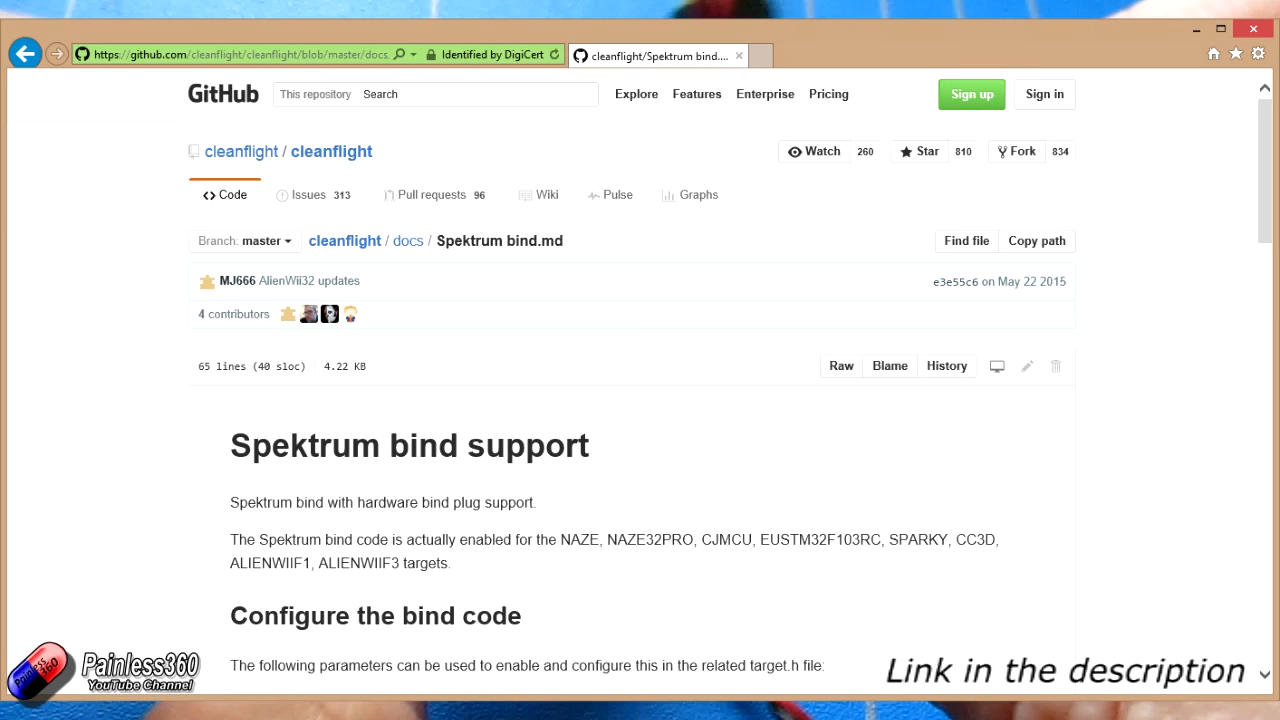 https://github.com/cleanflight/cleanflight/blob/master/docs, Identified by DigiCert cleanflight/Spektrum bind....
GitHub This repository Search Explore Features Enterprise Pricing Sign up Sign in
cleanflight / cleanflight Watch 260 Star 810 Fork 834
Code Issues 313 Pull requests 96 Wiki Pulse Graphs
Branch: master cleanflight / docs / Spektrum bind.md Find file Copy path
MJ666 AlienWii32 updates e3e55c6 on May 22 2015
4 contributors
65 lines (40 sloc) 4.22 KB Raw Blame History
Spektrum bind support
Spektrum bind with hardware bind plug support.
The Spektrum bind code is actually enabled for the NAZE, NAZE32PRO, CJMCU, EUSTM32F103RC, SPARKY, CC3D,
ALIENWIIF1, ALIENWIIF3 targets.
Configure the bind code
The following parameters can be used to enable and configure this in the related target.h file:
Painless360
Painless360
YouTube Channel
Link in the description